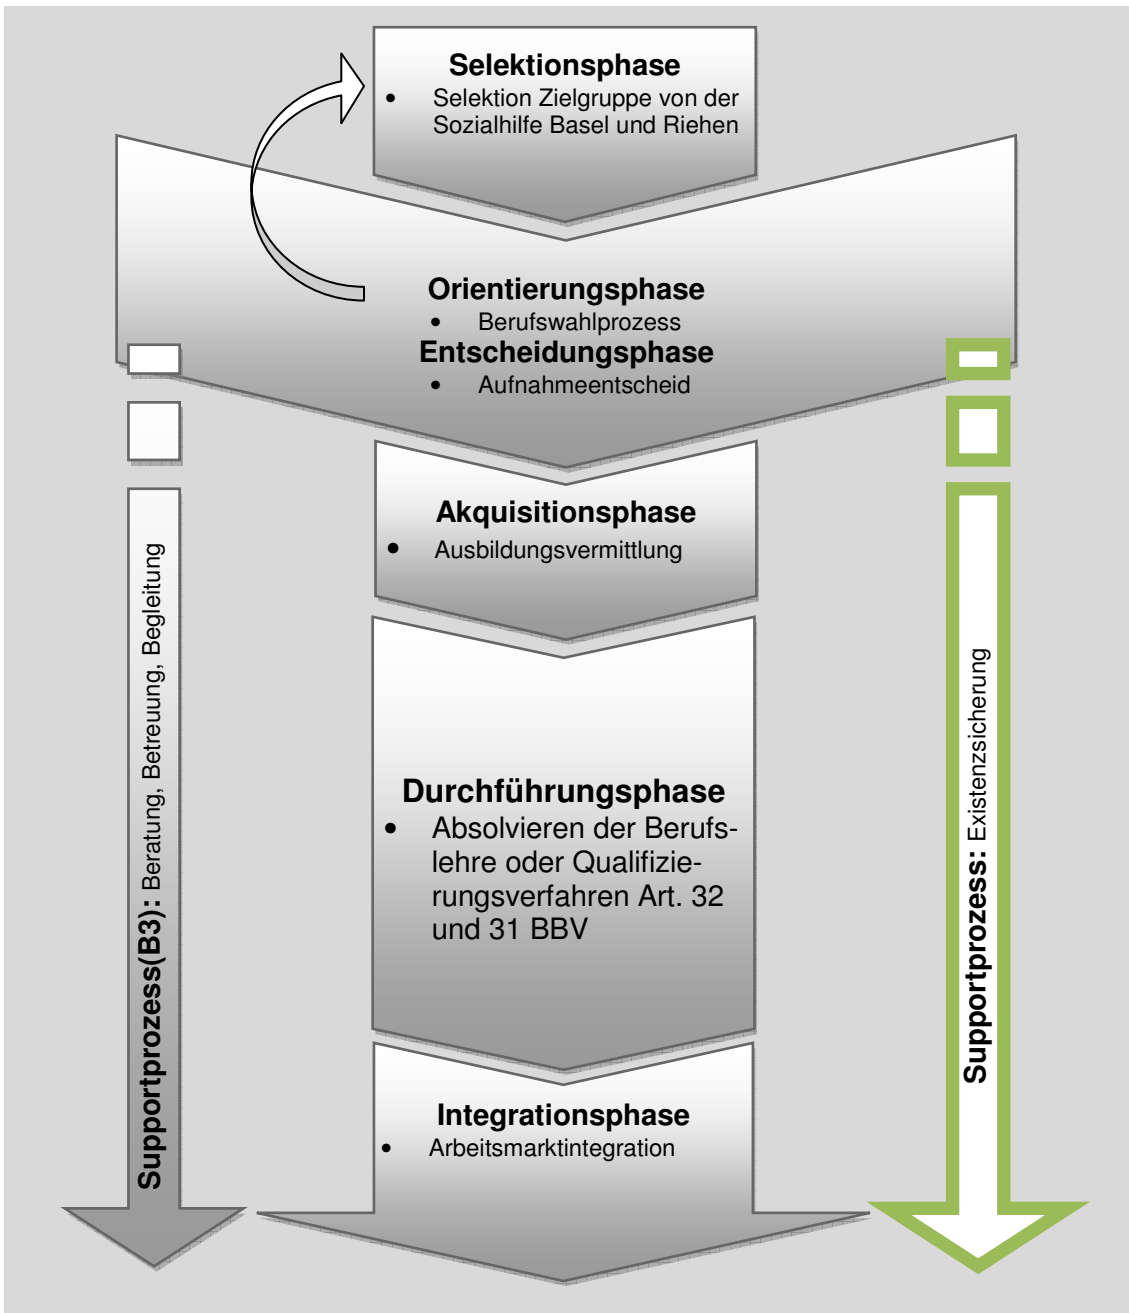 Selektionsphase
• Selektion Zielgruppe von der
Sozialhilfe Basel und Riehen
Orientierungsphase
• Berufswahlprozess
Entscheidungsphase
• Aufnahmeentscheid
Akquisitionsphase
• Ausbildungsvermittlung
Durchführungsphase
• Absolvieren der Berufs-
lehre oder Qualifizie-
rungsverfahren Art. 32
und 31 BBV
Integrationsphase
• Arbeitsmarktintegration
Supportprozess(B3): Beratung, Betreuung, Begleitung
Supportprozess: Existenzsicherung